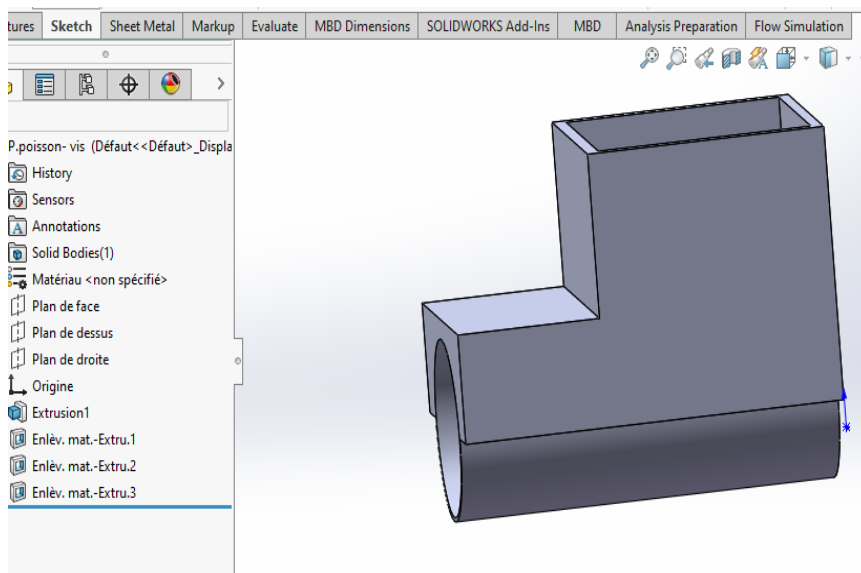 tures Sketch Sheet Metal Markup Evaluate MBD Dimensions SOLIDWORKS Add-Ins MBD Analysis Preparation Flow Simulation
P.poisson- vis (Défaut<<Défaut>_Displa
History
Sensors
Annotations
Solid Bodies(1)
Matériau <non spécifié>
Plan de face
Plan de dessus
Plan de droite
Origine
Extrusion1
Enlèv. mat.-Extru.1
Enlèv. mat.-Extru.2
Enlèv. mat.-Extru.3